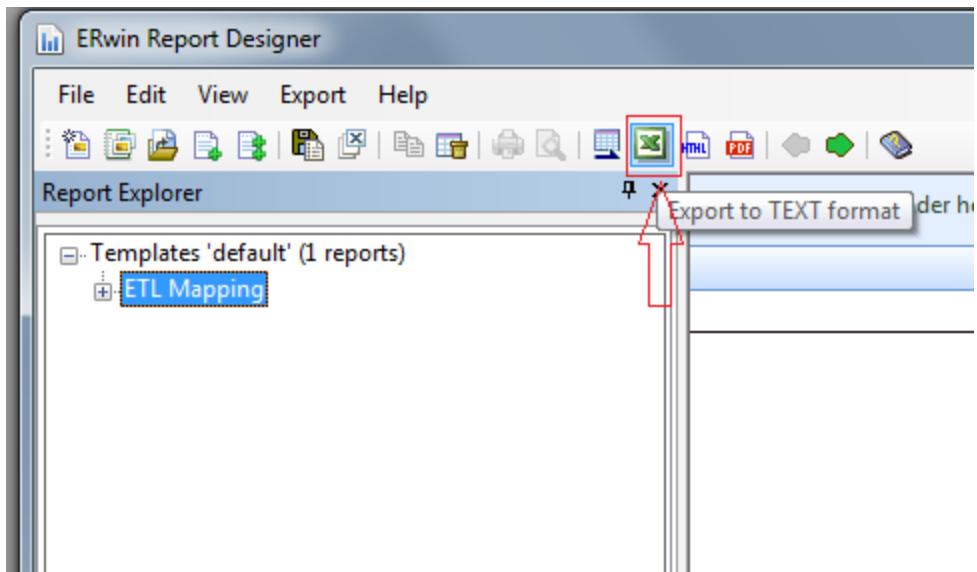 ERwin Report Designer
File Edit View Export Help
HTML PDF
Report Explorer
Export to TEXT format
der
Templates 'default' (1 reports)
ETL Mapping